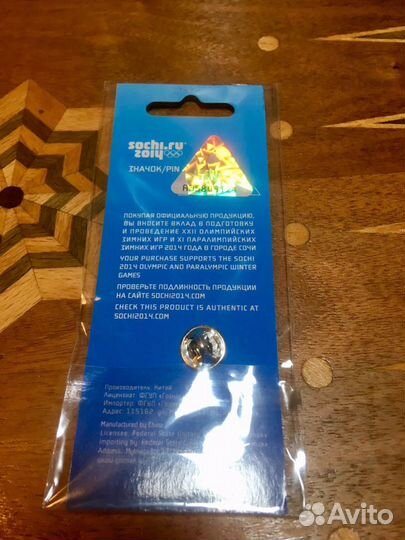 sochi.ru
2014
ЗНАЧОК/PIN
ПОКУПАЯ ОФИЦИАЛЬНУЮ ПРОДУКЦИЮ,
ВЫ ВНОСИТЕ ВКЛАД В ПОДГОТОВКУ
И ПРОВЕДЕНИЕ XXII ОЛИМПИЙСКИХ
ЗИМНИХ ИГР И XI ПАРАЛИМПИЙСКИХ
ЗИМНИХ ИГР 2014 ГОДА В ГОРОДЕ СОЧИ
YOUR PURCHASE SUPPORTS THE SOCHI
2014 OLYMPIC AND PARALYMPIC WINTER
GAMES
ПРОВЕРЬТЕ ПОДЛИННОСТЬ ПРОДУКЦИИ
НА САЙТЕ SOCHI2014.COM
CHECK THIS PRODUCT IS AUTHENTIC AT
SOCHI2014.COM
Производитель: Китай
Лицензиат: ФГУП
Импортер: ФГУП
Адрес: 115162
Manufactured by China
Licensee: Federal State
Importing by: Federal State
Address:
Avito